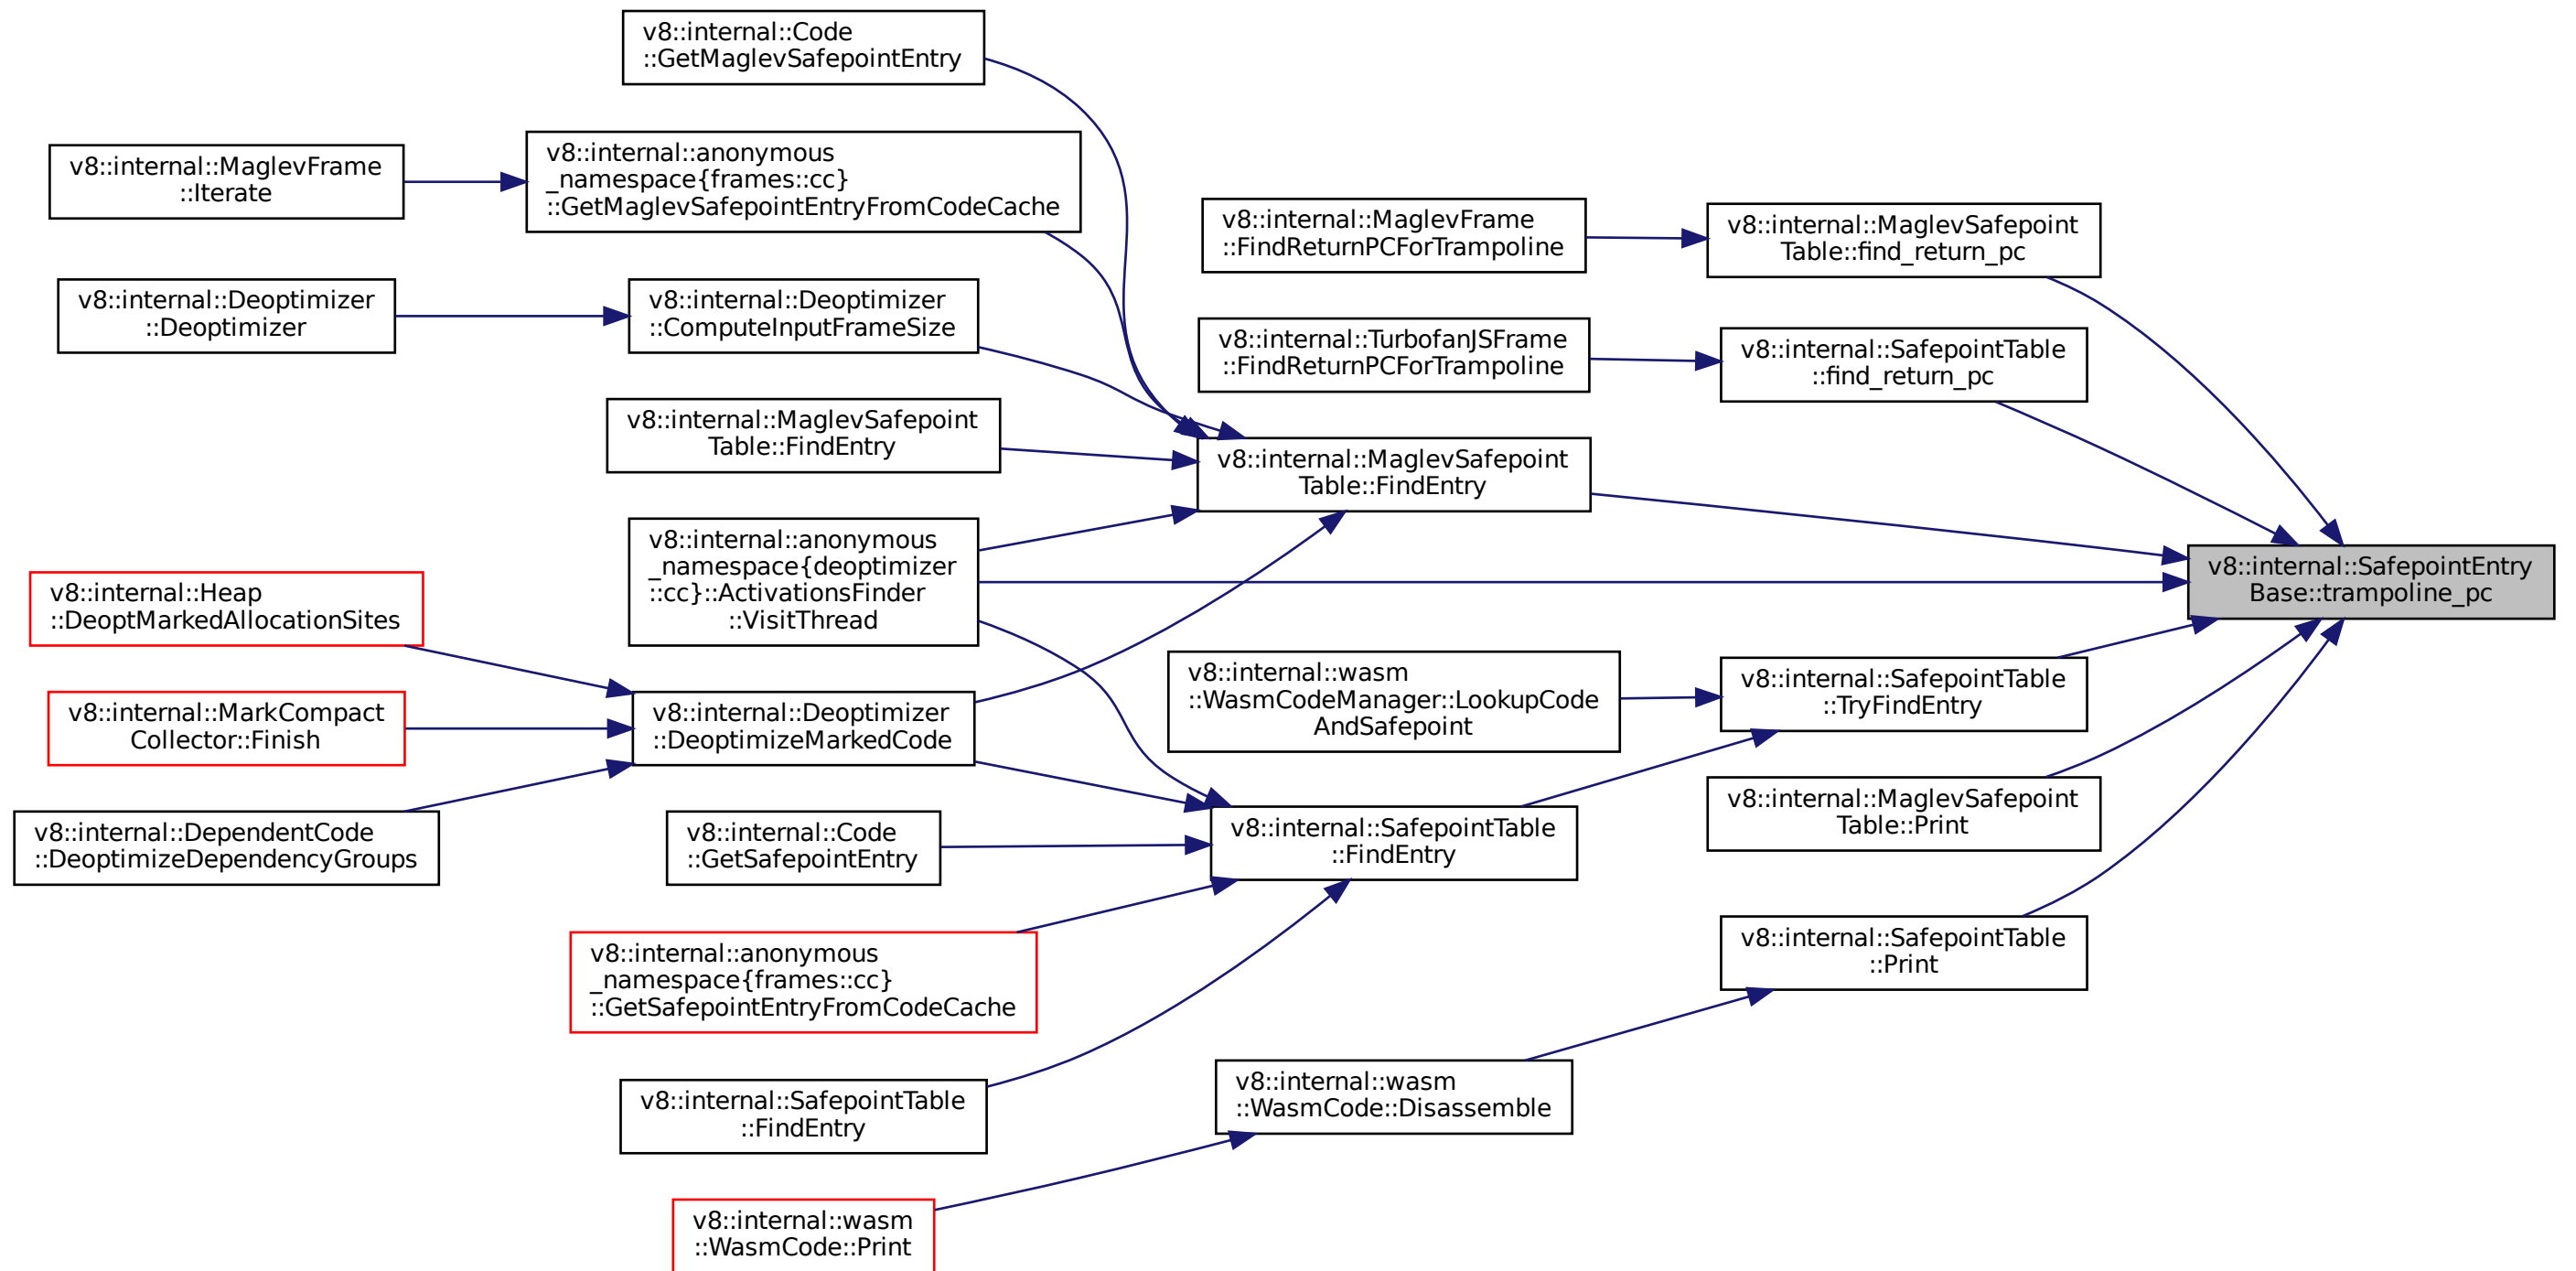 v8::internal::Code
::GetMaglevSafepointEntry
v8::internal::anonymous
_namespace{frames::cc}
::GetMaglevSafepointEntryFromCodeCache
v8::internal::MaglevFrame
::Iterate
v8::internal::MaglevFrame
::FindReturnPCForTrampoline
v8::internal::MaglevSafepoint
Table::find_return_pc
v8::internal::Deoptimizer
::Deoptimizer
v8::internal::Deoptimizer
::ComputeInputFrameSize
v8::internal::TurbofanJSFrame
::FindReturnPCForTrampoline
v8::internal::SafepointTable
::find_return_pc
v8::internal::MaglevSafepoint
Table::FindEntry
v8::internal::MaglevSafepoint
Table::FindEntry
v8::internal::anonymous
_namespace{deoptimizer
::cc}::ActivationsFinder
::VisitThread
v8::internal::SafepointEntry
Base::trampoline_pc
v8::internal::Heap
::DeoptMarkedAllocationSites
v8::internal::wasm
::WasmCodeManager::LookupCode
AndSafepoint
v8::internal::SafepointTable
::TryFindEntry
v8::internal::MarkCompact
Collector::Finish
v8::internal::Deoptimizer
::DeoptimizeMarkedCode
v8::internal::MaglevSafepoint
Table::Print
v8::internal::DependentCode
::DeoptimizeDependencyGroups
v8::internal::Code
::GetSafepointEntry
v8::internal::SafepointTable
::FindEntry
v8::internal::anonymous
_namespace{frames::cc}
::GetSafepointEntryFromCodeCache
v8::internal::SafepointTable
::Print
v8::internal::SafepointTable
::FindEntry
v8::internal::wasm
::WasmCode::Disassemble
v8::internal::wasm
::WasmCode::Print